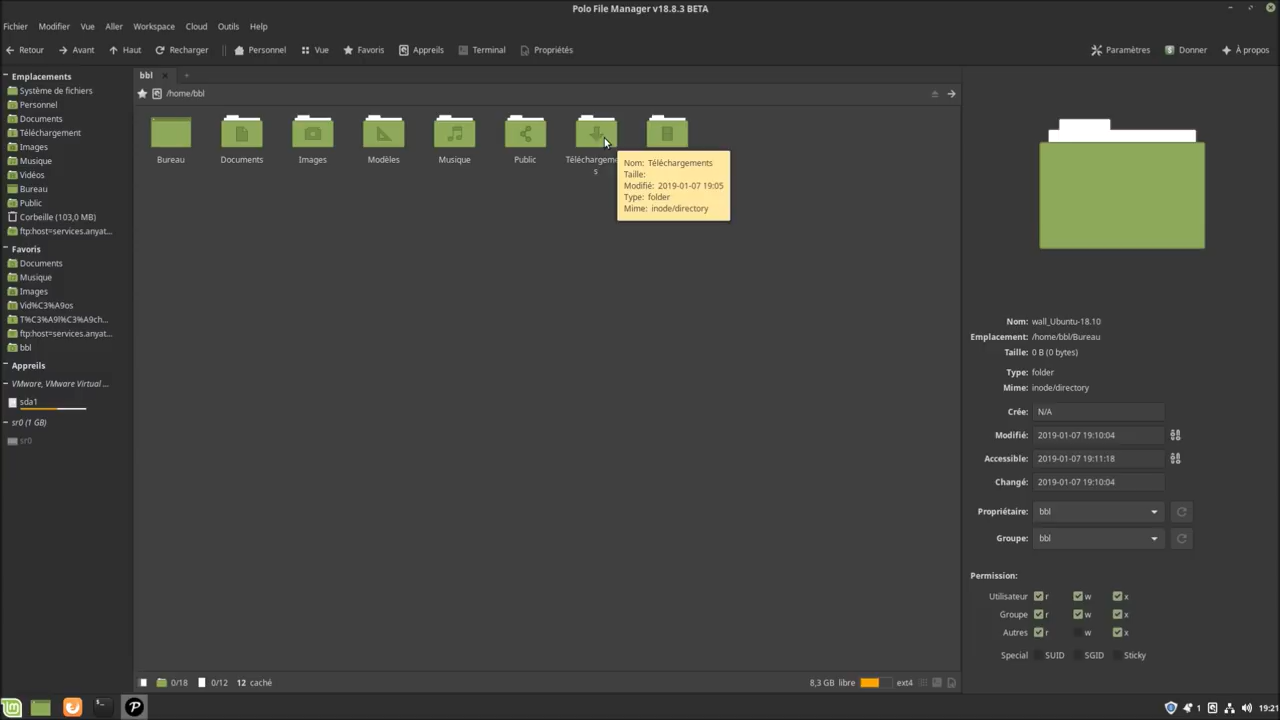 Polo File Manager v18.8.3 BETA
Fichier Modifier Vue Aller Workspace Cloud Outils Help
Retour Avant Haut Recharger Personnel Vue Favoris Appareils Terminal Propriétés Paramètres Donner À propos
Emplacements
Système de fichiers
Personnel
Documents
Téléchargement
Images
Musique
Vidéos
Bureau
Public
Corbeille (103,0 MB)
ftp:host=services.anyat...
Favoris
Documents
Musique
Images
Vid%C3%A9os
T%C3%A9l%C3%A9ch...
ftp:host=services.anyat...
bbl
Appreils
VMware, VMware Virtual ...
sda1
sr0 (1 GB)
sr0
bbl
/home/bbl
Bureau Documents Images Modèles Musique Public Téléchargemen
s
Nom: Téléchargements
Taille:
Modifié: 2019-01-07 19:05
Type: folder
Mime: inode/directory
0/18 0/12 12 caché 8,3 GB libre ext4
Nom: wall_Ubuntu-18.10
Emplacement: /home/bbl/Bureau
Taille: 0 B (0 bytes)
Type: folder
Mime: inode/directory
Crée: N/A
Modifié: 2019-01-07 19:10:04
Accessible: 2019-01-07 19:11:18
Changé: 2019-01-07 19:10:04
Propriétaire: bbl
Groupe: bbl
Permission:
Utilisateur r w x
Groupe r w x
Autres r w x
Special SUID SGID Sticky
1 19:21